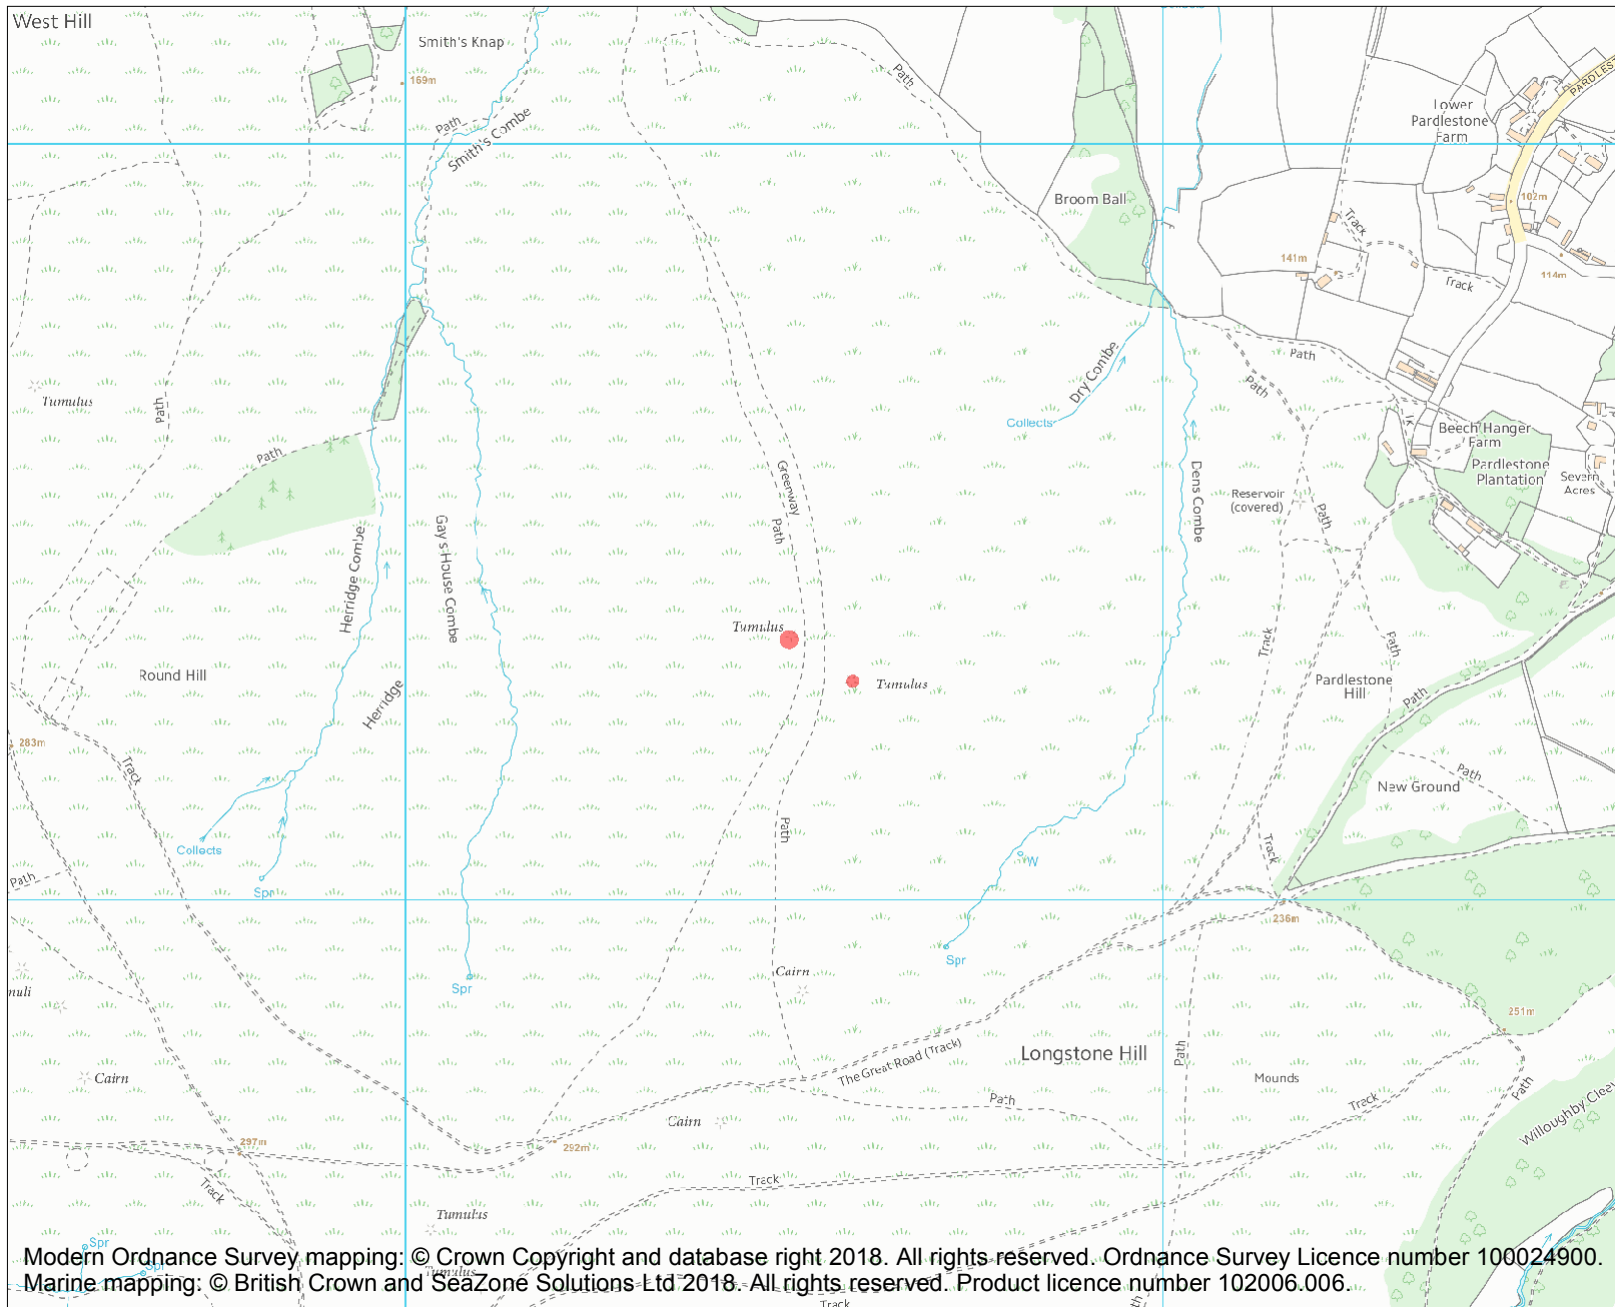 West Hill
Smith's Knap
169m
Path
Smith's Combe
Path
Broom Ball
Lower
Pardlestone
Farm
102m
Track
141m
114m
Track
Tumulus
Path
Path
Dry Combe
Collects
Path
Path
Beech Hanger
Farm
Pardlestone
Plantation
Severn
Acres
Path
Greenway
Path
Dens Combe
Reservoir
(covered)
Path
Herridge Combe
Gay's House Combe
Tumulus
Track
Path
Round Hill
Herridge
Tumulus
Pardlestone
Hill
Path
283m
Track
Path
New Ground
Collects
Path
Track
W
Path
Spr
236m
Spr
Cairn
Spr
251m
The Great Road (Track)
Longstone Hill
Path
Cairn
Mounds
Path
Path
Track
Cairn
Willoughby Clee
297m
292m
Track
Track
Tumulus
Spr
Spr
Tumulus
Modern Ordnance Survey mapping: © Crown Copyright and database right 2018. All rights reserved. Ordnance Survey Licence number 100024900.
Marine mapping: © British Crown and SeaZone Solutions Ltd 2018. All rights reserved. Product licence number 102006.006.
Track